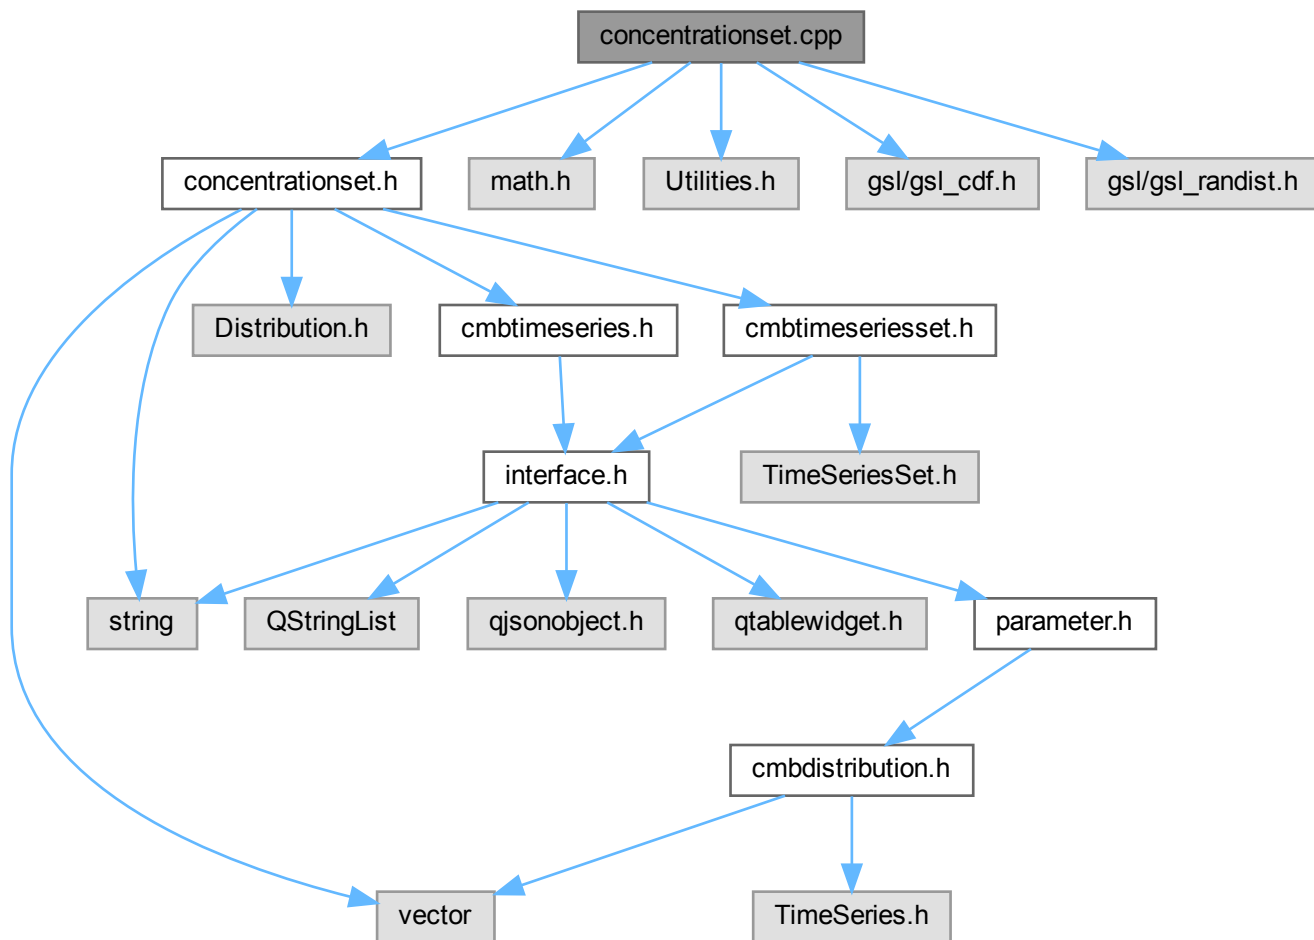 concentrationset.cpp
concentrationset.h
math.h
Utilities.h
gsl/gsl_cdf.h
gsl/gsl_randist.h
Distribution.h
cmbtimeseries.h
cmbtimeseriesset.h
interface.h
TimeSeriesSet.h
string
QStringList
qjsonobject.h
qtablewidget.h
parameter.h
cmbdistribution.h
vector
TimeSeries.h